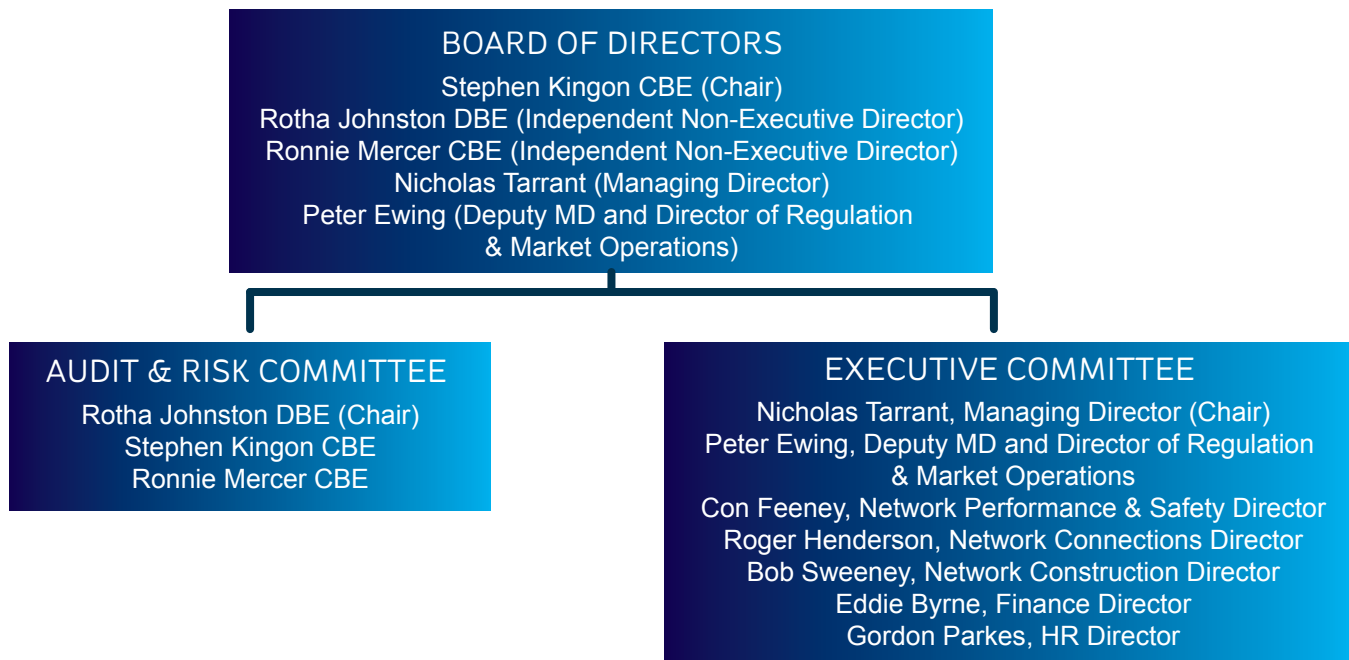 BOARD OF DIRECTORS
Stephen Kingon CBE (Chair)
Rotha Johnston DBE (Independent Non-Executive Director)
Ronnie Mercer CBE (Independent Non-Executive Director)
Nicholas Tarrant (Managing Director)
Peter Ewing (Deputy MD and Director of Regulation
& Market Operations)
AUDIT & RISK COMMITTEE
Rotha Johnston DBE (Chair)
Stephen Kingon CBE
Ronnie Mercer CBE
EXECUTIVE COMMITTEE
Nicholas Tarrant, Managing Director (Chair)
Peter Ewing, Deputy MD and Director of Regulation
& Market Operations
Con Feeney, Network Performance & Safety Director
Roger Henderson, Network Connections Director
Bob Sweeney, Network Construction Director
Eddie Byrne, Finance Director
Gordon Parkes, HR Director